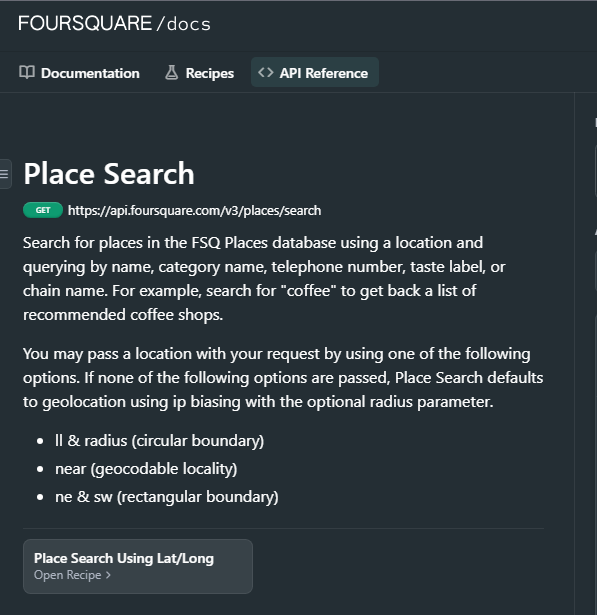 FOURSQUARE/docs
Documentation Recipes <> API Reference
Place Search
GET https://api.foursquare.com/v3/places/search
Search for places in the FSQ Places database using a location and
querying by name, category name, telephone number, taste label, or
chain name. For example, search for "coffee" to get back a list of
recommended coffee shops.
You may pass a location with your request by using one of the following
options. If none of the following options are passed, Place Search defaults
to geolocation using ip biasing with the optional radius parameter.
• ll & radius (circular boundary)
• near (geocodable locality)
• ne & sw (rectangular boundary)
Place Search Using Lat/Long
Open Recipe >